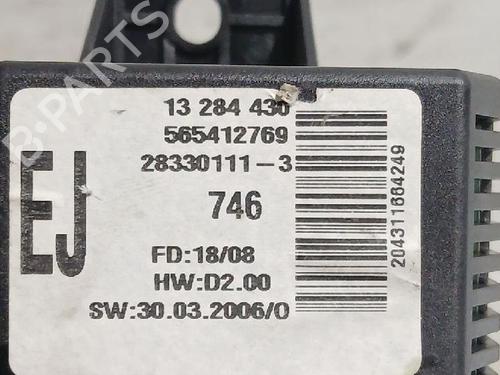 13 284 430
565412769
28330111-3
EJ
746
FD:18/08
HW:D2.00
SW:30.03.2006/0
204311664249
B-PARTS